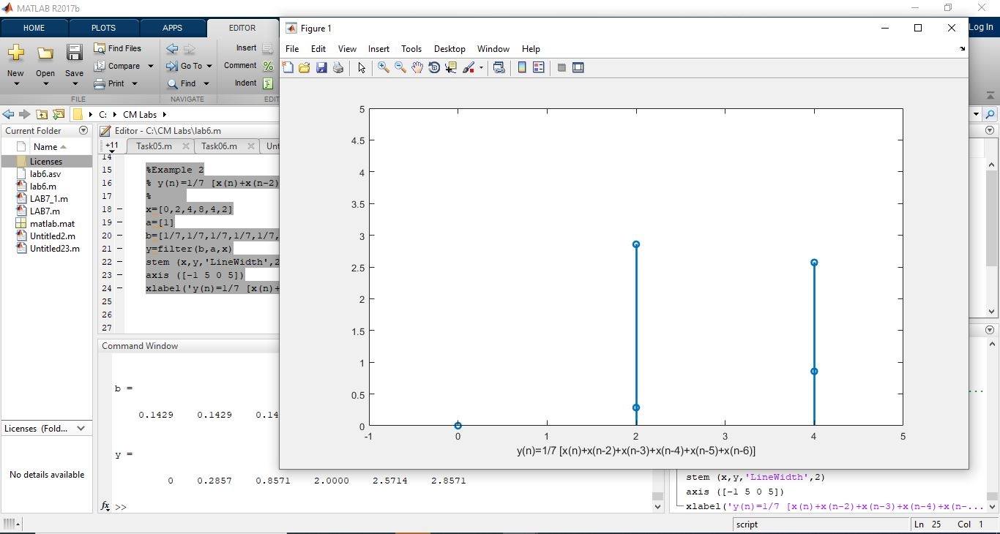 MATLAB R2017b
HOME PLOTS APPS EDITOR
Log In
Figure 1
File Edit View Insert Tools Desktop Window Help
New Open Save
Find Files
Compare
Print
FILE
Go To
Find
NAVIGATE
Insert
Comment
Indent
EDIT
C: CM Labs
Current Folder
Name
Licenses
lab6.asv
lab6.m
LAB7_1.m
LAB7.m
matlab.mat
Untitled2.m
Untitled23.m
Licenses (Fold...
No details available
Editor - C:\CM Labs\lab6.m
+11 Task05.m Task06.m Unt
14
15 %Example 2
16 % y(n)=1/7 [x(n)+x(n-2)
17 %
18 – x=[0,2,4,8,4,2]
19 – a=[1]
20 – b=[1/7,1/7,1/7,1/7,1/7,
21 – y=filter(b,a,x)
22 – stem (x,y,'LineWidth',2
23 – axis ([-1 5 0 5])
24 – xlabel('y(n)=1/7 [x(n)+
25
26
27
Command Window
b =
0.1429 0.1429 0.14
y =
0 0.2857 0.8571 2.0000 2.5714 2.8571
fx >>
5
4.5
4
3.5
3
2.5
2
1.5
1
0.5
0
-1 0 1 2 3 4 5
y(n)=1/7 [x(n)+x(n-2)+x(n-3)+x(n-4)+x(n-5)+x(n-6)]
stem (x,y,'LineWidth',2)
axis ([-1 5 0 5])
xlabel('y(n)=1/7 [x(n)+x(n-2)+x(n-3)+x(n-4)+x(n-...
script Ln 25 Col 1